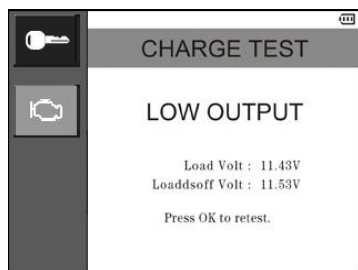 CHARGE TEST
LOW OUTPUT
Load Volt : 11.43V
Loaddsoff Volt : 11.53V
Press OK to retest.